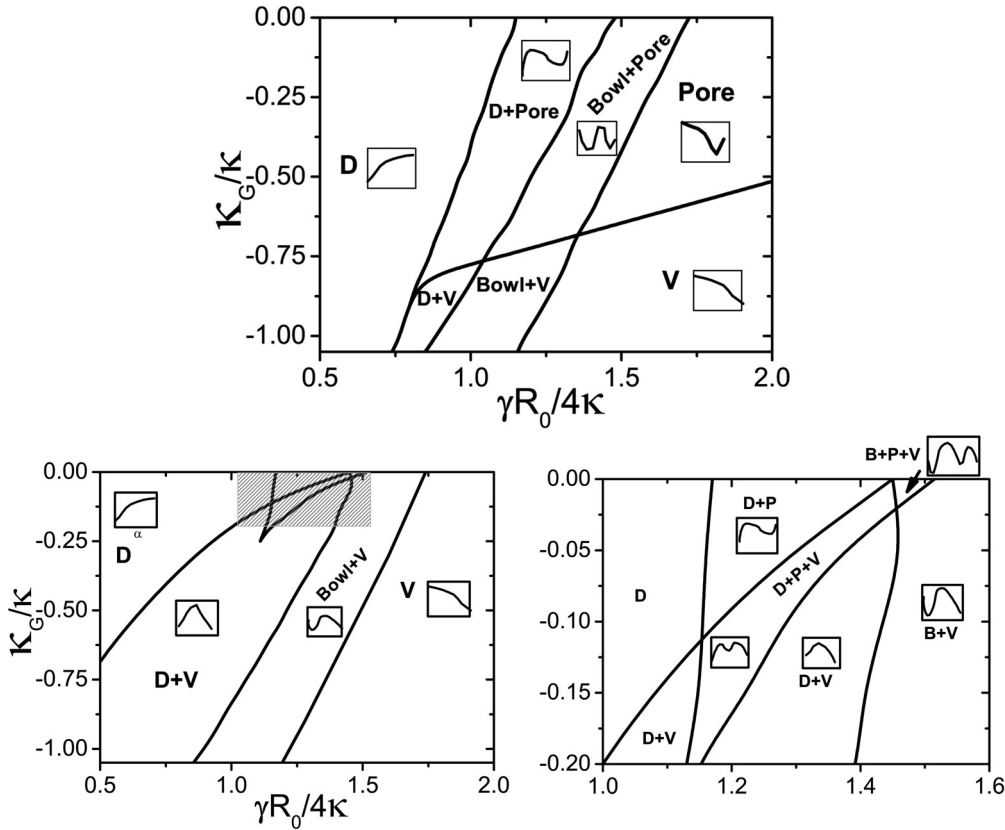 0.00
-0.25
-0.50
-0.75
-1.00
κG/κ
0.5
1.0
1.5
2.0
γR0/4κ
D
D+Pore
Bowl+Pore
Pore
D+V
Bowl+V
V
0.00
-0.25
-0.50
-0.75
-1.00
κG/κ
0.5
1.0
1.5
2.0
γR0/4κ
α
D
Bowl+V
V
D+V
B+P+V
0.00
-0.05
-0.10
-0.15
-0.20
1.0
1.2
1.4
1.6
D+P
D
D+P+V
D+V
B+V
D+V